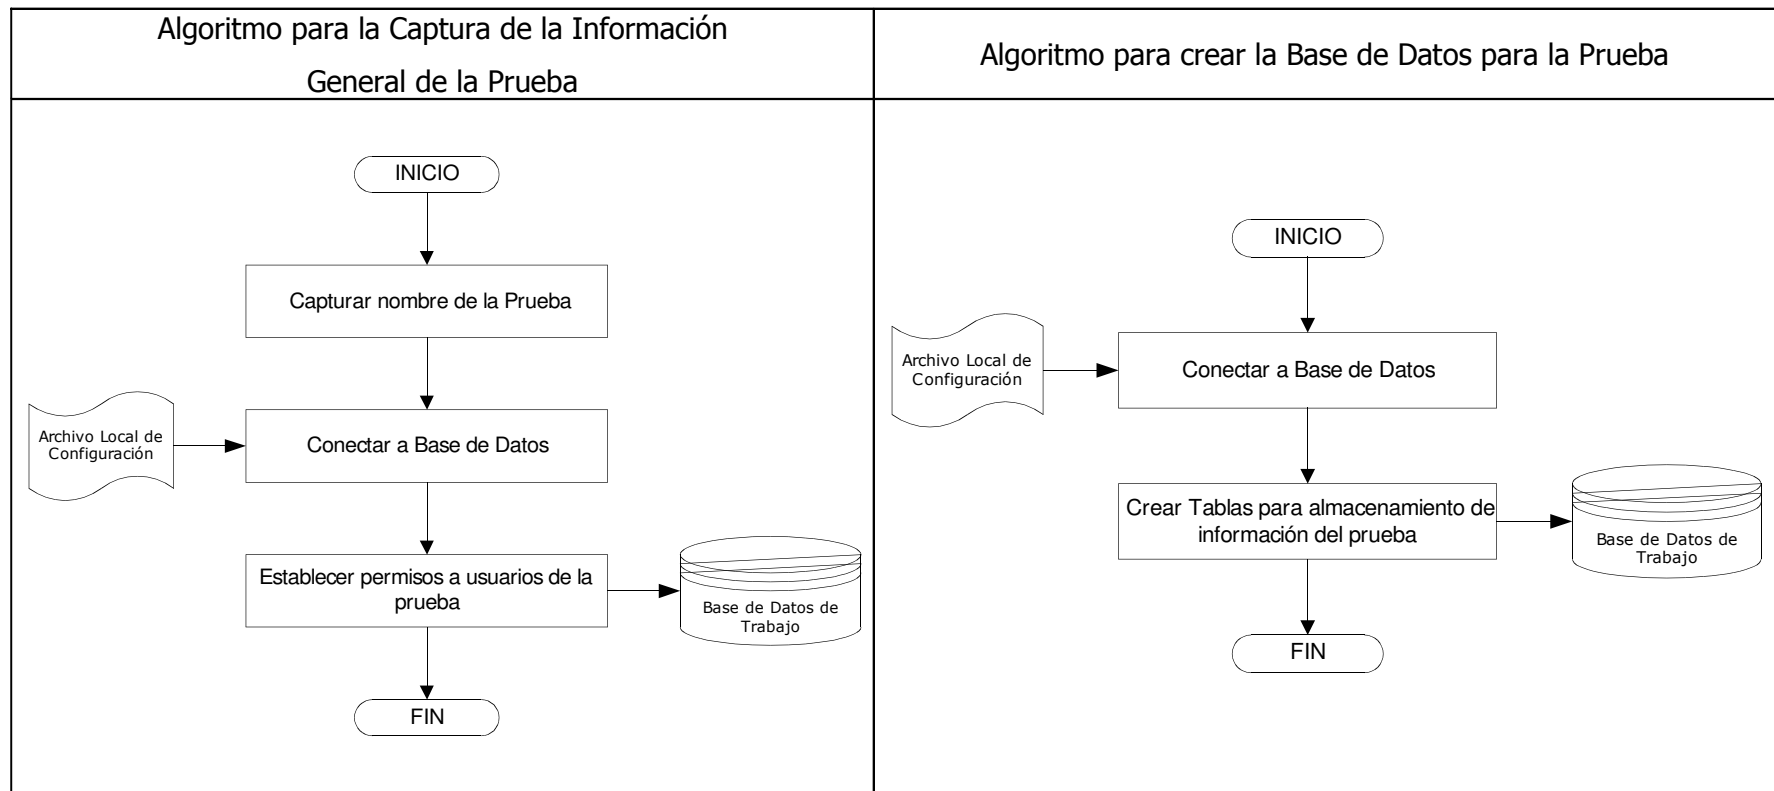 Algoritmo para la Captura de la Información
General de la Prueba
INICIO
Capturar nombre de la Prueba
Archivo Local de
Configuración
Conectar a Base de Datos
Establecer permisos a usuarios de la
prueba
Base de Datos de
Trabajo
FIN
Algoritmo para crear la Base de Datos para la Prueba
INICIO
Archivo Local de
Configuración
Conectar a Base de Datos
Crear Tablas para almacenamiento de
información del prueba
Base de Datos de
Trabajo
FIN